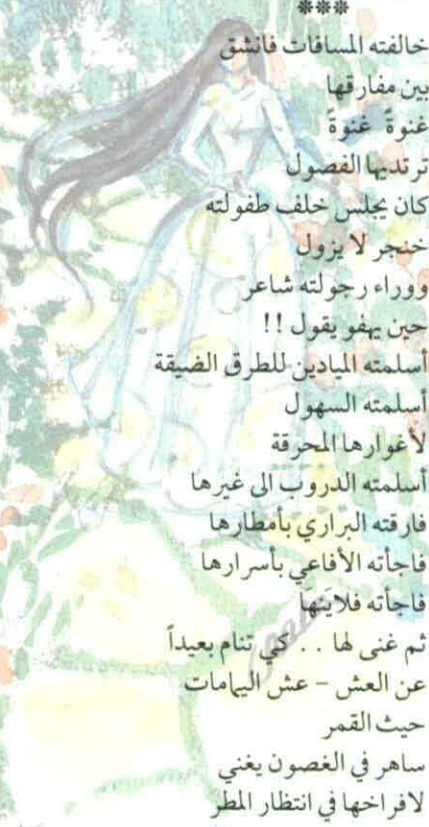 ***
خالفته المسافات فانشق
بين مفارقها
غنوةً غنوةً
ترتديها الفصول
كان يجلس خلف طفولته
خنجر لا يزول
ووراء رجولته شاعر
حين يهفو يقول !!
أسلمته الميادين للطرق الضيقة
أسلمته السهول
لأغوارها المحرقة
أسلمته الدروب الى غيرها
فارقته البراري بأمطارها
فاجأته الأفاعي بأسرارها
فاجأته فلايَنَهَا
ثم غنى لها . . كي تنام بعيداً
عن العش – عش اليمامات
حيث القمر
ساهر في الغصون يغني
لافراخها في انتظار المطر